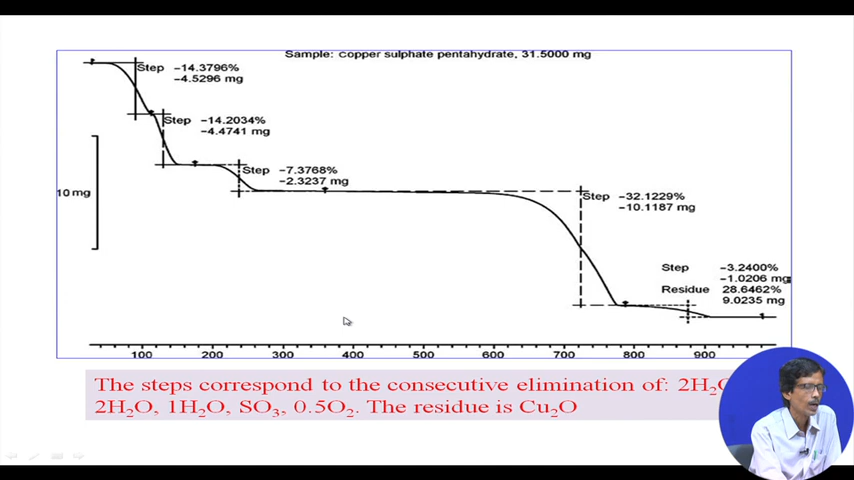 Sample: Copper sulphate pentahydrate, 31.5000 mg
Step −14.3796%
−4.5296 mg
Step −14.2034%
−4.4741 mg
Step −7.3768%
−2.3237 mg
10 mg
Step −32.1229%
−10.1187 mg
Step −3.2400%
−1.0206 mg
Residue 28.6462%
9.0235 mg
100 200 300 400 500 600 700 800 900
The steps correspond to the consecutive elimination of: 2H₂O
2H₂O, 1H₂O, SO₃, 0.5O₂. The residue is Cu₂O